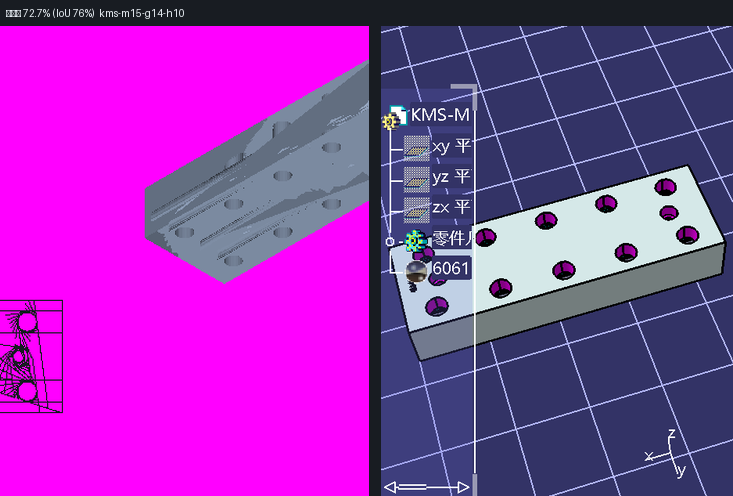 72.7% (IoU 76%) kms-m15-g14-h10
KMS-M
xy 平
yz 平
zx 平
零件
6061
z
x
y